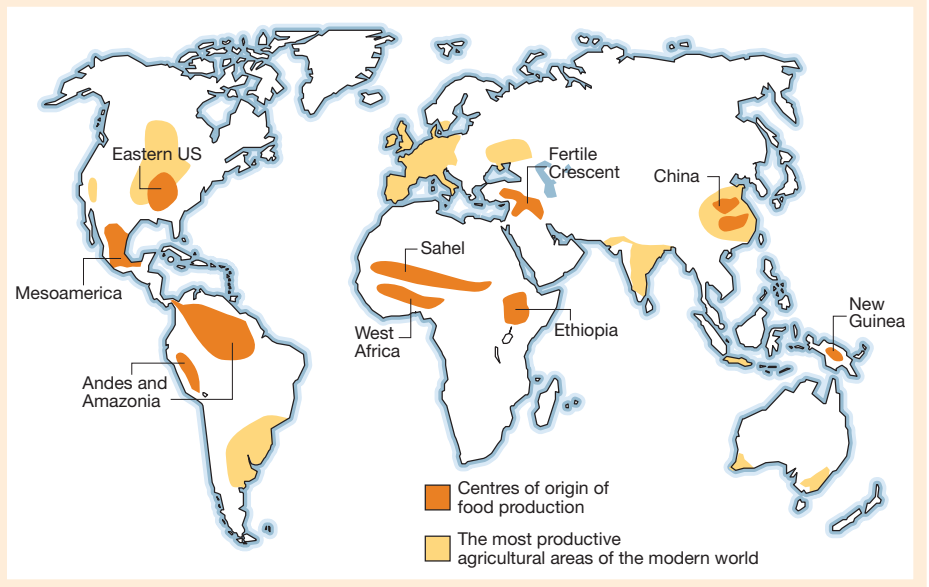 Eastern US
Fertile
Crescent
China
Sahel
Mesoamerica
West
Africa
Ethiopia
New
Guinea
Andes and
Amazonia
Centres of origin of
food production
The most productive
agricultural areas of the modern world